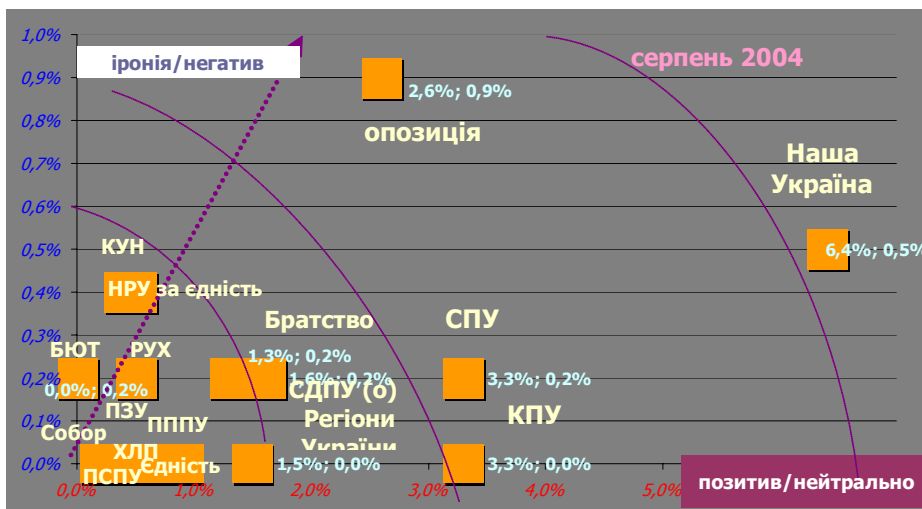 1,0%
іронія/негатив
серпень 2004
0,9%
2,6%; 0,9%
0,8%
опозиція
0,7%
Наша
Україна
0,6%
КУН
0,5%
6,4%; 0,5%
0,4%
НРУ за єдність
0,3%
Братство
СПУ
БЮТ
РУХ
1,3%; 0,2%
0,2%
0,0%; 0,2%
1,6%; 0,2%
3,3%; 0,2%
СДПУ (о)
ПЗУ
ПППУ
Регіони
КПУ
0,1%
Собор
України
ХЛП
Єдність
ПСПУ
0,0%
1,5%; 0,0%
3,3%; 0,0%
0,0%
1,0%
2,0%
3,0%
4,0%
5,0%
позитив/нейтрально